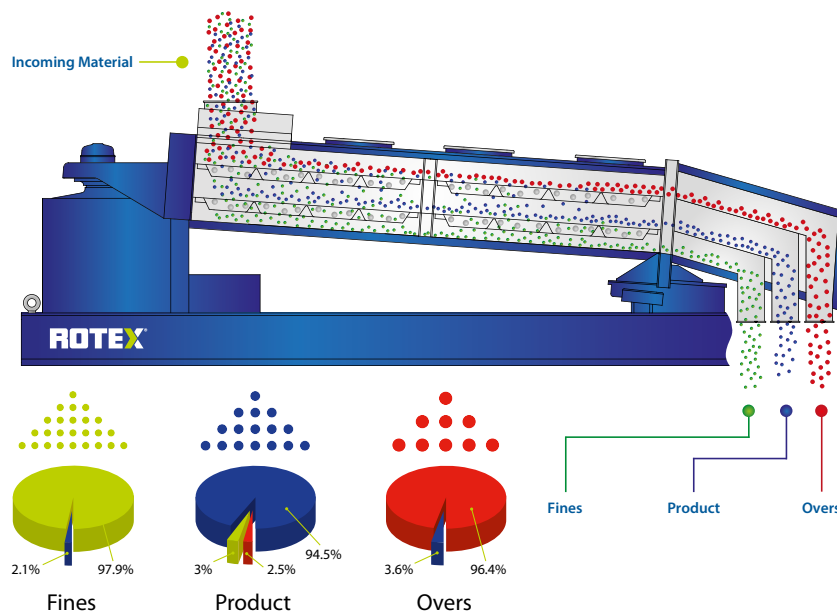 Incoming Material
ROTEX®
Fines
Product
Overs
2.1%
97.9%
3%
2.5%
94.5%
3.6%
96.4%
Fines
Product
Overs